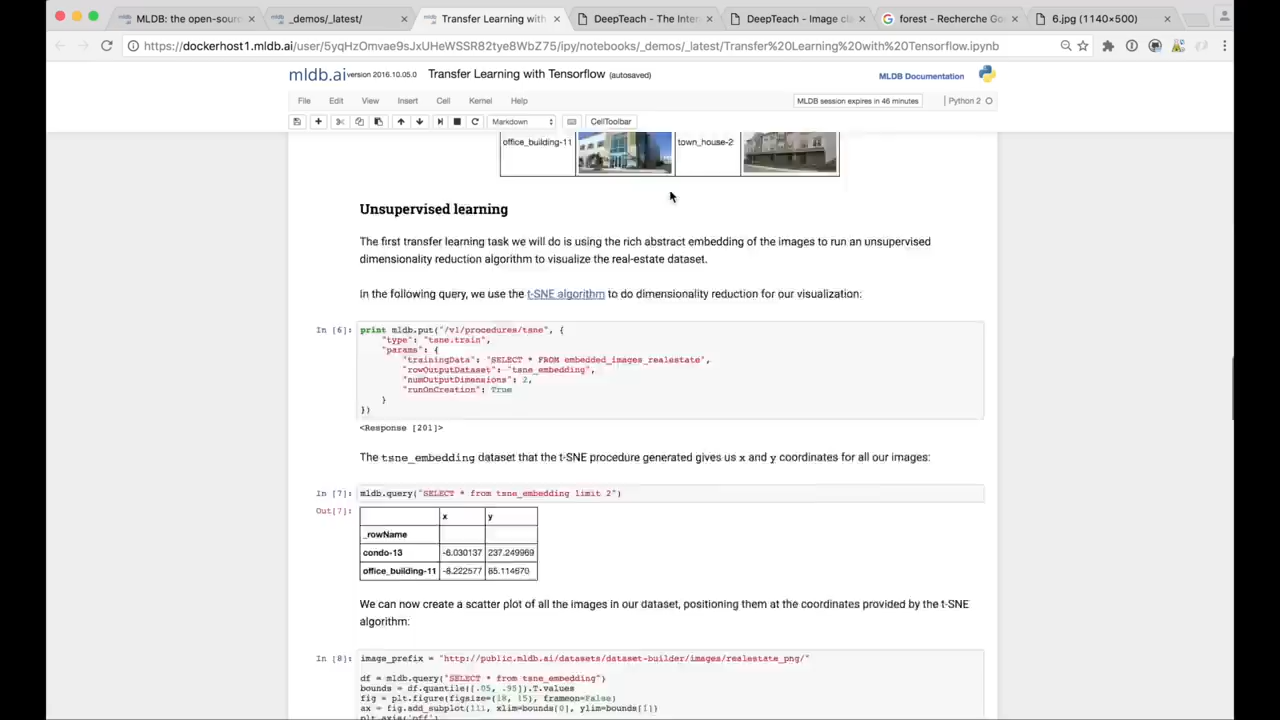 MLDB: the open-sour
_demos/_latest/
Transfer Learning with
DeepTeach - The Inter
DeepTeach - Image cl
forest - Recherche Go
6.jpg (1140×500)
https://dockerhost1.mldb.ai/user/5yqHzOmvae9sJxUHeWSSR82tye8WbZ75/ipy/notebooks/_demos/_latest/Transfer%20Learning%20with%20Tensorflow.ipynb
mldb.ai version 2016.10.05.0 Transfer Learning with Tensorflow (autosaved) MLDB Documentation
File Edit View Insert Cell Kernel Help MLDB session expires in 46 minutes Python 2
Markdown CellToolbar
office_building-11 town_house-2
Unsupervised learning
The first transfer learning task we will do is using the rich abstract embedding of the images to run an unsupervised
dimensionality reduction algorithm to visualize the real-estate dataset.
In the following query, we use the t-SNE algorithm to do dimensionality reduction for our visualization:
In [6]: print mldb.put("/v1/procedures/tsne", {
"type": "tsne.train",
"params": {
"trainingData": "SELECT * FROM embedded_images_realestate",
"rowOutputDataset": "tsne_embedding",
"numOutputDimensions": 2,
"runOnCreation": True
}
})
<Response [201]>
The tsne_embedding dataset that the t-SNE procedure generated gives us x and y coordinates for all our images:
In [7]: mldb.query("SELECT * from tsne_embedding limit 2")
Out[7]: x y
_rowName
condo-13 -6.030137 237.249969
office_building-11 -8.222577 85.114670
We can now create a scatter plot of all the images in our dataset, positioning them at the coordinates provided by the t-SNE
algorithm:
In [8]: image_prefix = "http://public.mldb.ai/datasets/dataset-builder/images/realestate_png/"
df = mldb.query("SELECT * from tsne_embedding")
bounds = df.quantile([.05, .95]).T.values
fig = plt.figure(figsize=(18, 15), frameon=False)
ax = fig.add_subplot(111, xlim=bounds[0], ylim=bounds[1])
plt.axis('off')